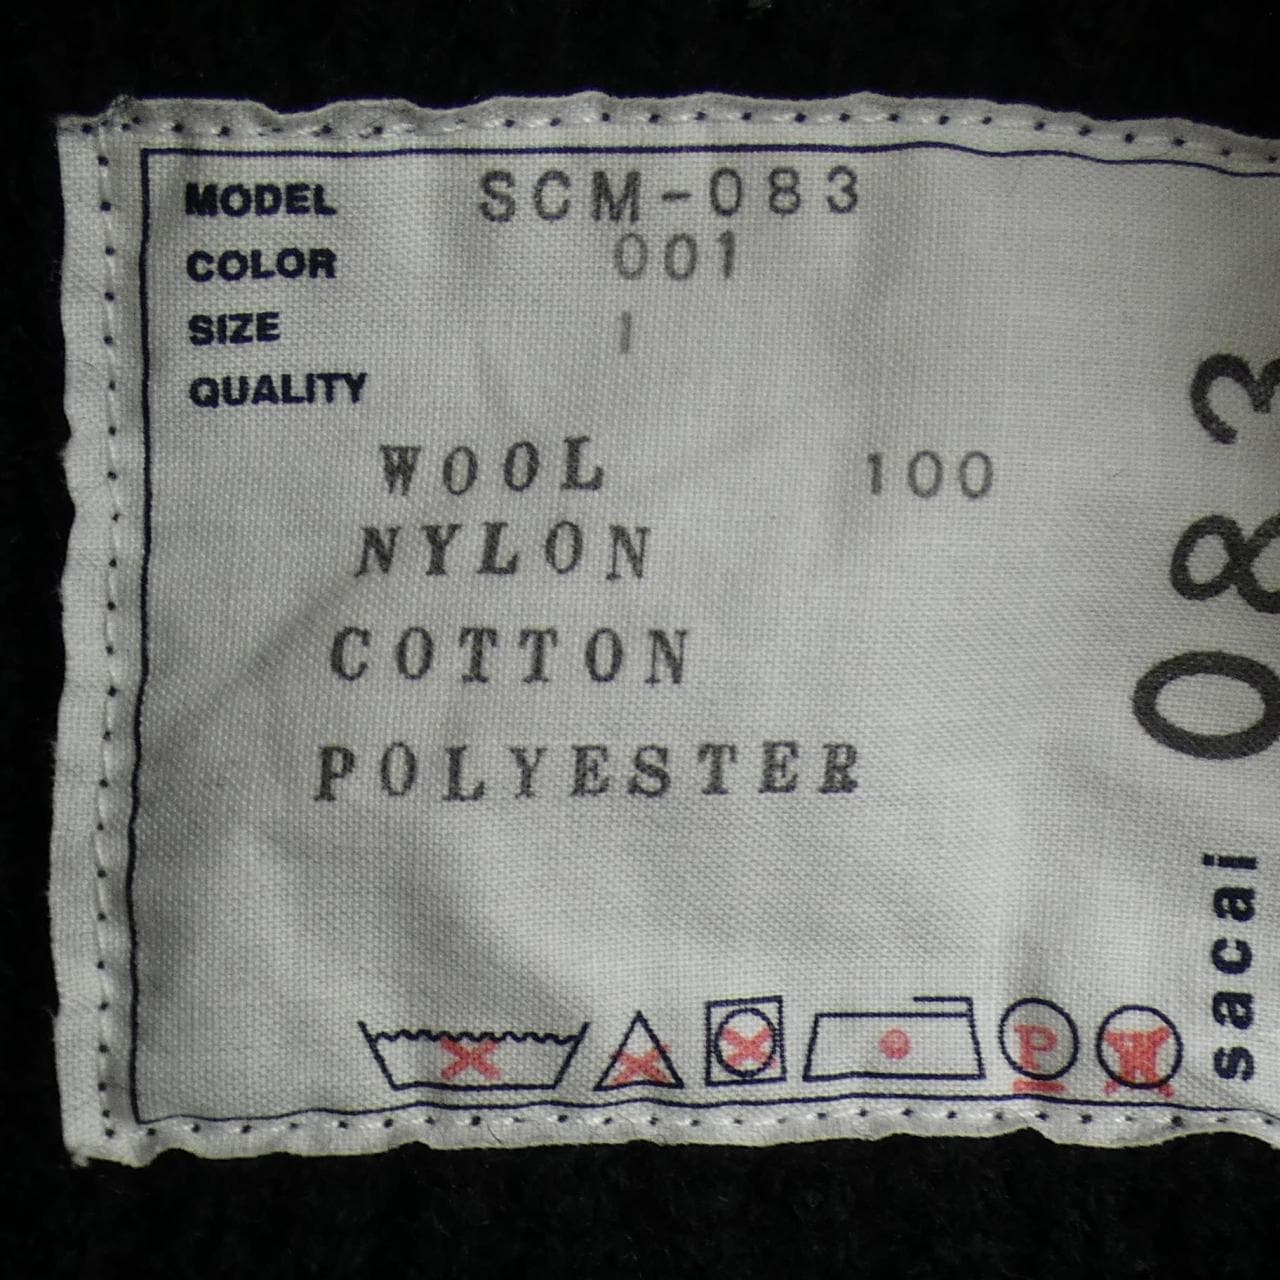 MODEL SCM-083
COLOR 001
SIZE 1
QUALITY
WOOL 100
NYLON
COTTON
POLYESTER
P
W
sacai 083